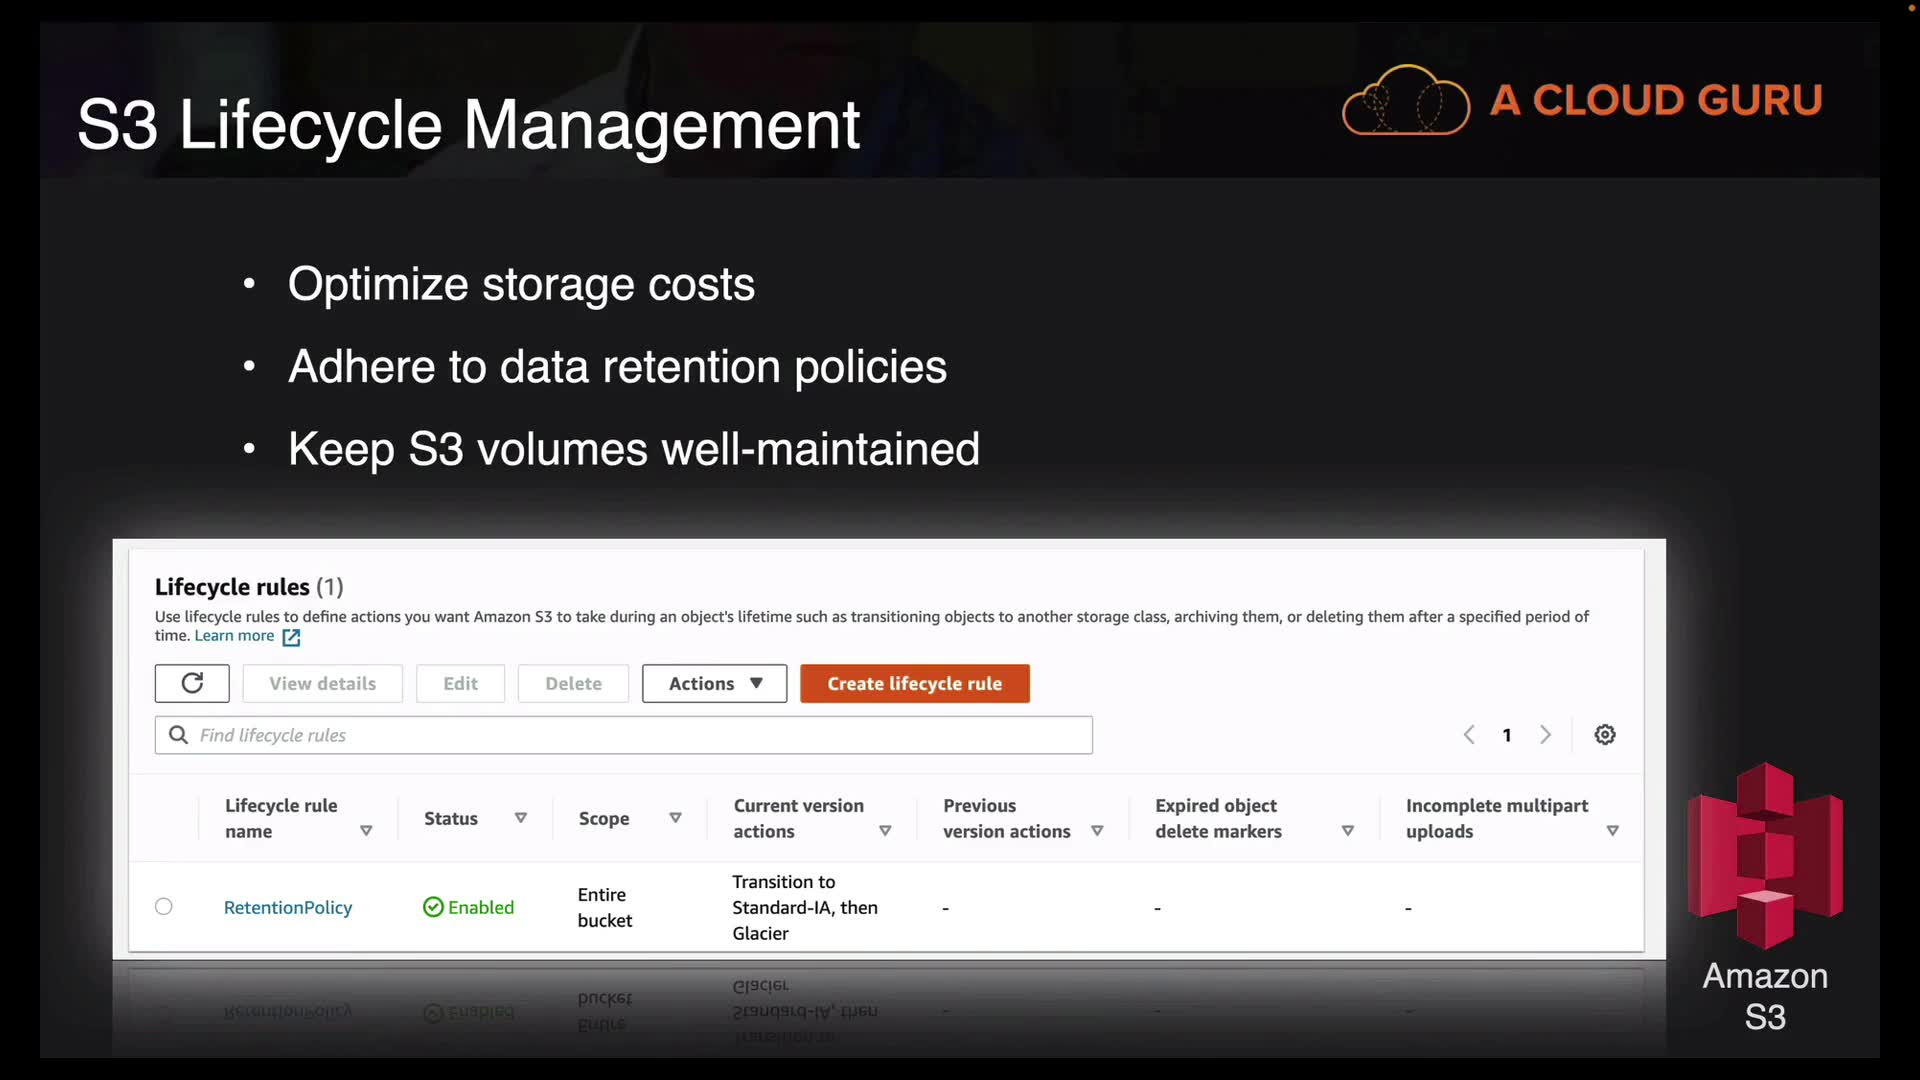 S3 Lifecycle Management
A CLOUD GURU
• Optimize storage costs
• Adhere to data retention policies
• Keep S3 volumes well-maintained
Lifecycle rules (1)
Use lifecycle rules to define actions you want Amazon S3 to take during an object's lifetime such as transitioning objects to another storage class, archiving them, or deleting them after a specified period of
time. Learn more
View details Edit Delete Actions Create lifecycle rule
Find lifecycle rules
1
Lifecycle rule
name
Status
Scope
Current version
actions
Previous
version actions
Expired object
delete markers
Incomplete multipart
uploads
RetentionPolicy
Enabled
Entire
bucket
Transition to
Standard-IA, then
Glacier
-
-
-
Amazon
S3